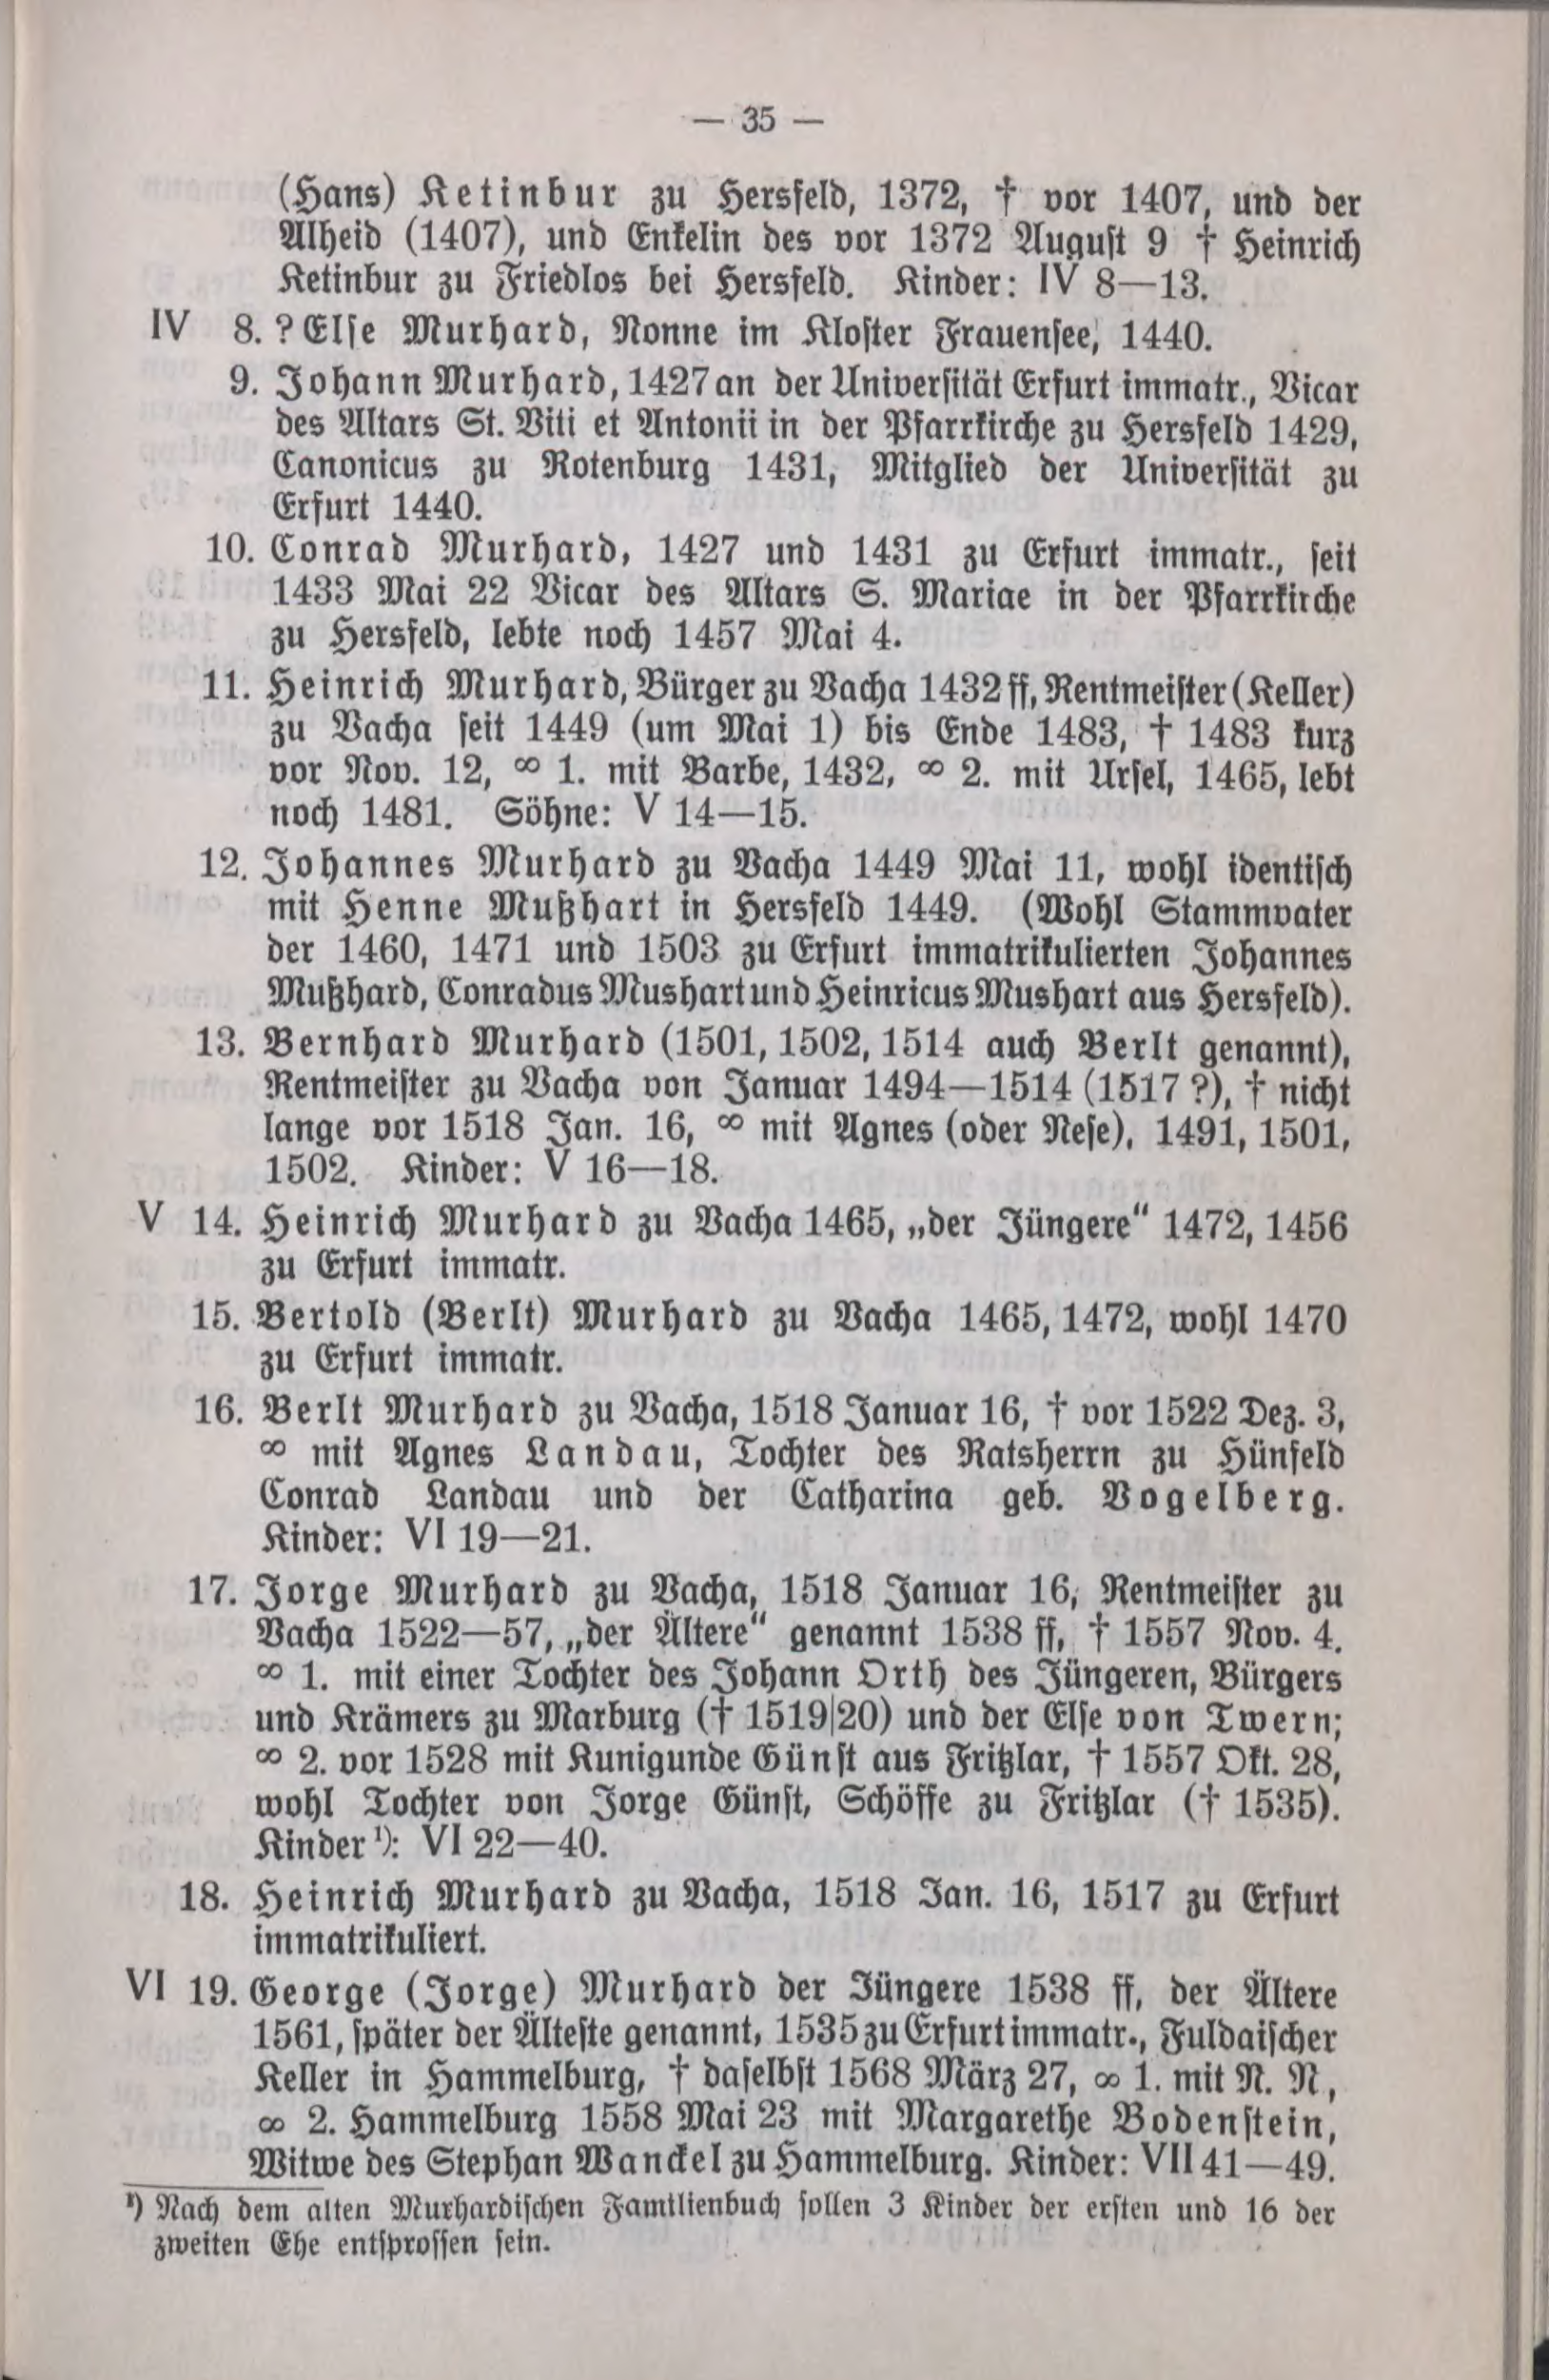 — 35 —
(Hans) Ketinbur zu Hersfeld, 1372, † vor 1407, und der
Alheid (1407), und Enkelin des vor 1372 August 9 † Heinrich
Ketinbur zu Friedlos bei Hersfeld. Kinder: IV 8—13.
IV 8. ? Else Murhard, Nonne im Kloster Frauensee, 1440.
9. Johann Murhard, 1427 an der Universität Erfurt immatr., Vicar
des Altars St. Viti et Antonii in der Pfarrkirche zu Hersfeld 1429,
Canonicus zu Rotenburg 1431, Mitglied der Universität zu
Erfurt 1440.
10. Conrad Murhard, 1427 und 1431 zu Erfurt immatr., seit
1433 Mai 22 Vicar des Altars S. Mariae in der Pfarrkirche
zu Hersfeld, lebte noch 1457 Mai 4.
11. Heinrich Murhard, Bürger zu Vacha 1432 ff, Rentmeister (Keller)
zu Vacha seit 1449 (um Mai 1) bis Ende 1483, † 1483 kurz
vor Nov. 12, ∞ 1. mit Barbe, 1432, ∞ 2. mit Ursel, 1465, lebt
noch 1481. Söhne: V 14—15.
12. Johannes Murhard zu Vacha 1449 Mai 11, wohl identisch
mit Henne Mußhart in Hersfeld 1449. (Wohl Stammvater
der 1460, 1471 und 1503 zu Erfurt immatrikulierten Johannes
Mußhard, Conradus Mushart und Heinricus Mushart aus Hersfeld).
13. Bernhard Murhard (1501, 1502, 1514 auch Berlt genannt),
Rentmeister zu Vacha von Januar 1494—1514 (1517 ?), † nicht
lange vor 1518 Jan. 16, ∞ mit Agnes (oder Nese), 1491, 1501,
1502. Kinder: V 16—18.
V 14. Heinrich Murhard zu Vacha 1465, „der Jüngere“ 1472, 1456
zu Erfurt immatr.
15. Bertold (Berlt) Murhard zu Vacha 1465, 1472, wohl 1470
zu Erfurt immatr.
16. Berlt Murhard zu Vacha, 1518 Januar 16, † vor 1522 Dez. 3,
∞ mit Agnes Landau, Tochter des Ratsherrn zu Hünfeld
Conrad Landau und der Catharina geb. Vogelberg.
Kinder: VI 19—21.
17. Jorge Murhard zu Vacha, 1518 Januar 16, Rentmeister zu
Vacha 1522—57, „der Ältere“ genannt 1538 ff, † 1557 Nov. 4.
∞ 1. mit einer Tochter des Johann Orth des Jüngeren, Bürgers
und Krämers zu Marburg († 1519|20) und der Else von Twern;
∞ 2. vor 1528 mit Kunigunde Günst aus Fritzlar, † 1557 Okt. 28,
wohl Tochter von Jorge Günst, Schöffe zu Fritzlar († 1535).
Kinder ¹): VI 22—40.
18. Heinrich Murhard zu Vacha, 1518 Jan. 16, 1517 zu Erfurt
immatrikuliert.
VI 19. George (Jorge) Murhard der Jüngere 1538 ff, der Ältere
1561, später der Älteste genannt, 1535 zu Erfurt immatr., Fuldaischer
Keller in Hammelburg, † daselbst 1568 März 27, ∞ 1. mit N. N,
∞ 2. Hammelburg 1558 Mai 23 mit Margarethe Bodenstein,
Witwe des Stephan Wanckel zu Hammelburg. Kinder: VII 41—49.
¹) Nach dem alten Murhardischen Familienbuch sollen 3 Kinder der ersten und 16 der
zweiten Ehe entsprossen sein.